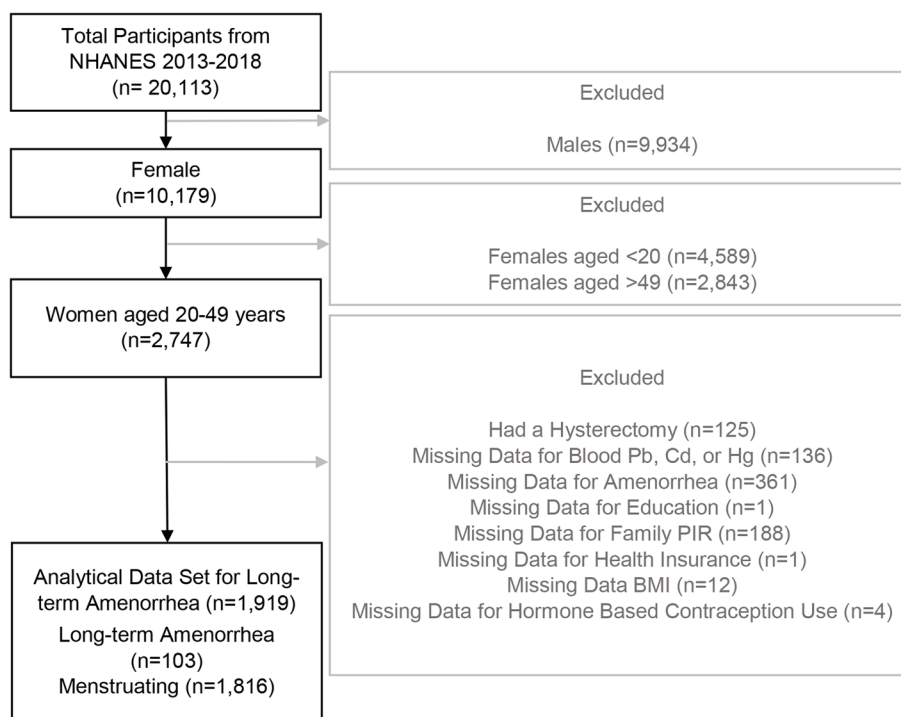 Total Participants from
NHANES 2013-2018
(n= 20,113)
Excluded
Males (n=9,934)
Female
(n=10,179)
Excluded
Females aged <20 (n=4,589)
Females aged >49 (n=2,843)
Women aged 20-49 years
(n=2,747)
Excluded
Had a Hysterectomy (n=125)
Missing Data for Blood Pb, Cd, or Hg (n=136)
Missing Data for Amenorrhea (n=361)
Missing Data for Education (n=1)
Missing Data for Family PIR (n=188)
Missing Data for Health Insurance (n=1)
Missing Data BMI (n=12)
Missing Data for Hormone Based Contraception Use (n=4)
Analytical Data Set for Long-
term Amenorrhea (n=1,919)
Long-term Amenorrhea
(n=103)
Menstruating (n=1,816)